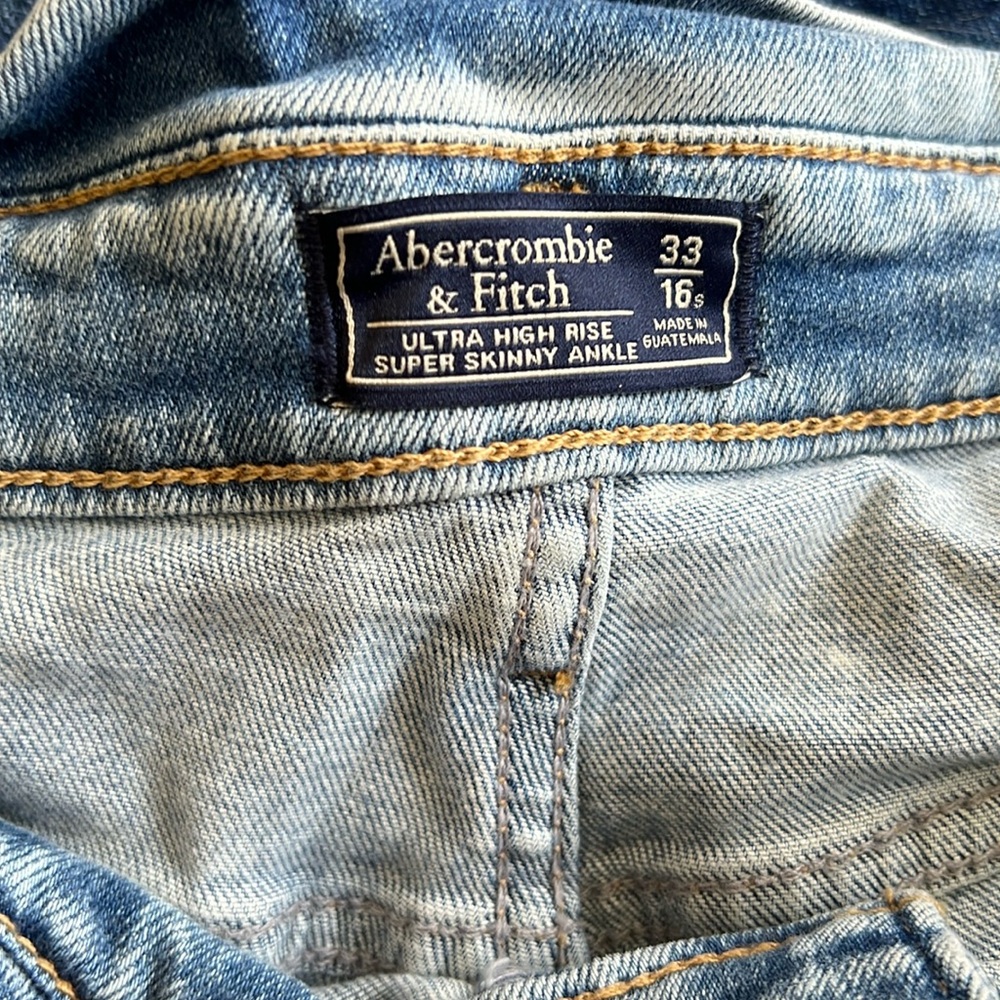 Abercrombie
& Fitch
ULTRA HIGH RISE
SUPER SKINNY ANKLE
33
16s
MADE IN
GUATEMALA